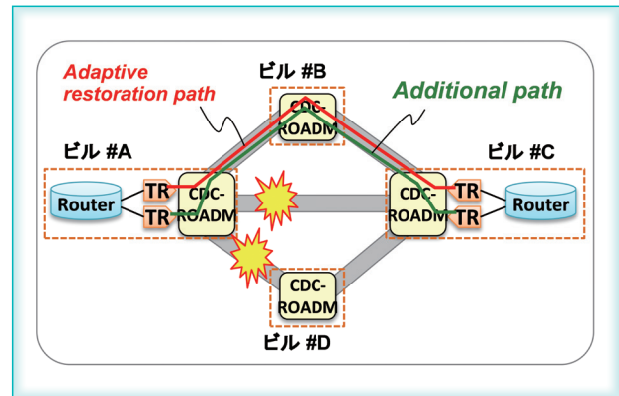 Adaptive
restoration path
ビル #B
CDC-
ROADM
Additional path
ビル #A
ビル #C
Router
TR
TR
CDC-
ROADM
CDC-
ROADM
TR
TR
Router
CDC-
ROADM
ビル #D